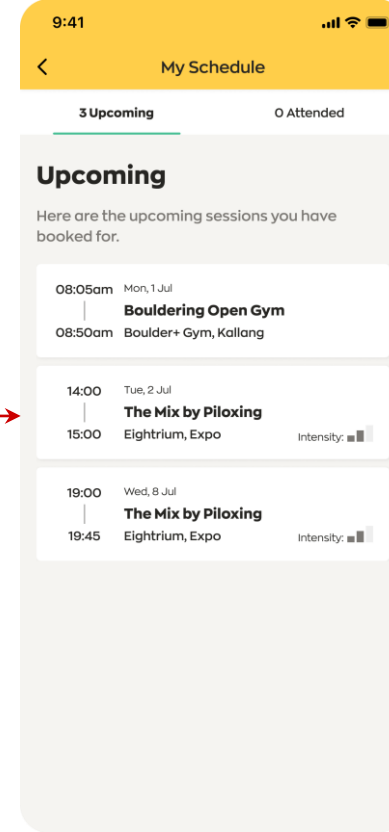 9:41
My Schedule
3 Upcoming
0 Attended
Upcoming
Here are the upcoming sessions you have
booked for.
08:05am
Mon, 1 Jul
Bouldering Open Gym
08:50am
Boulder+ Gym, Kallang
14:00
Tue, 2 Jul
The Mix by Piloxing
15:00
Eightrium, Expo
Intensity:
19:00
Wed, 8 Jul
The Mix by Piloxing
19:45
Eightrium, Expo
Intensity: